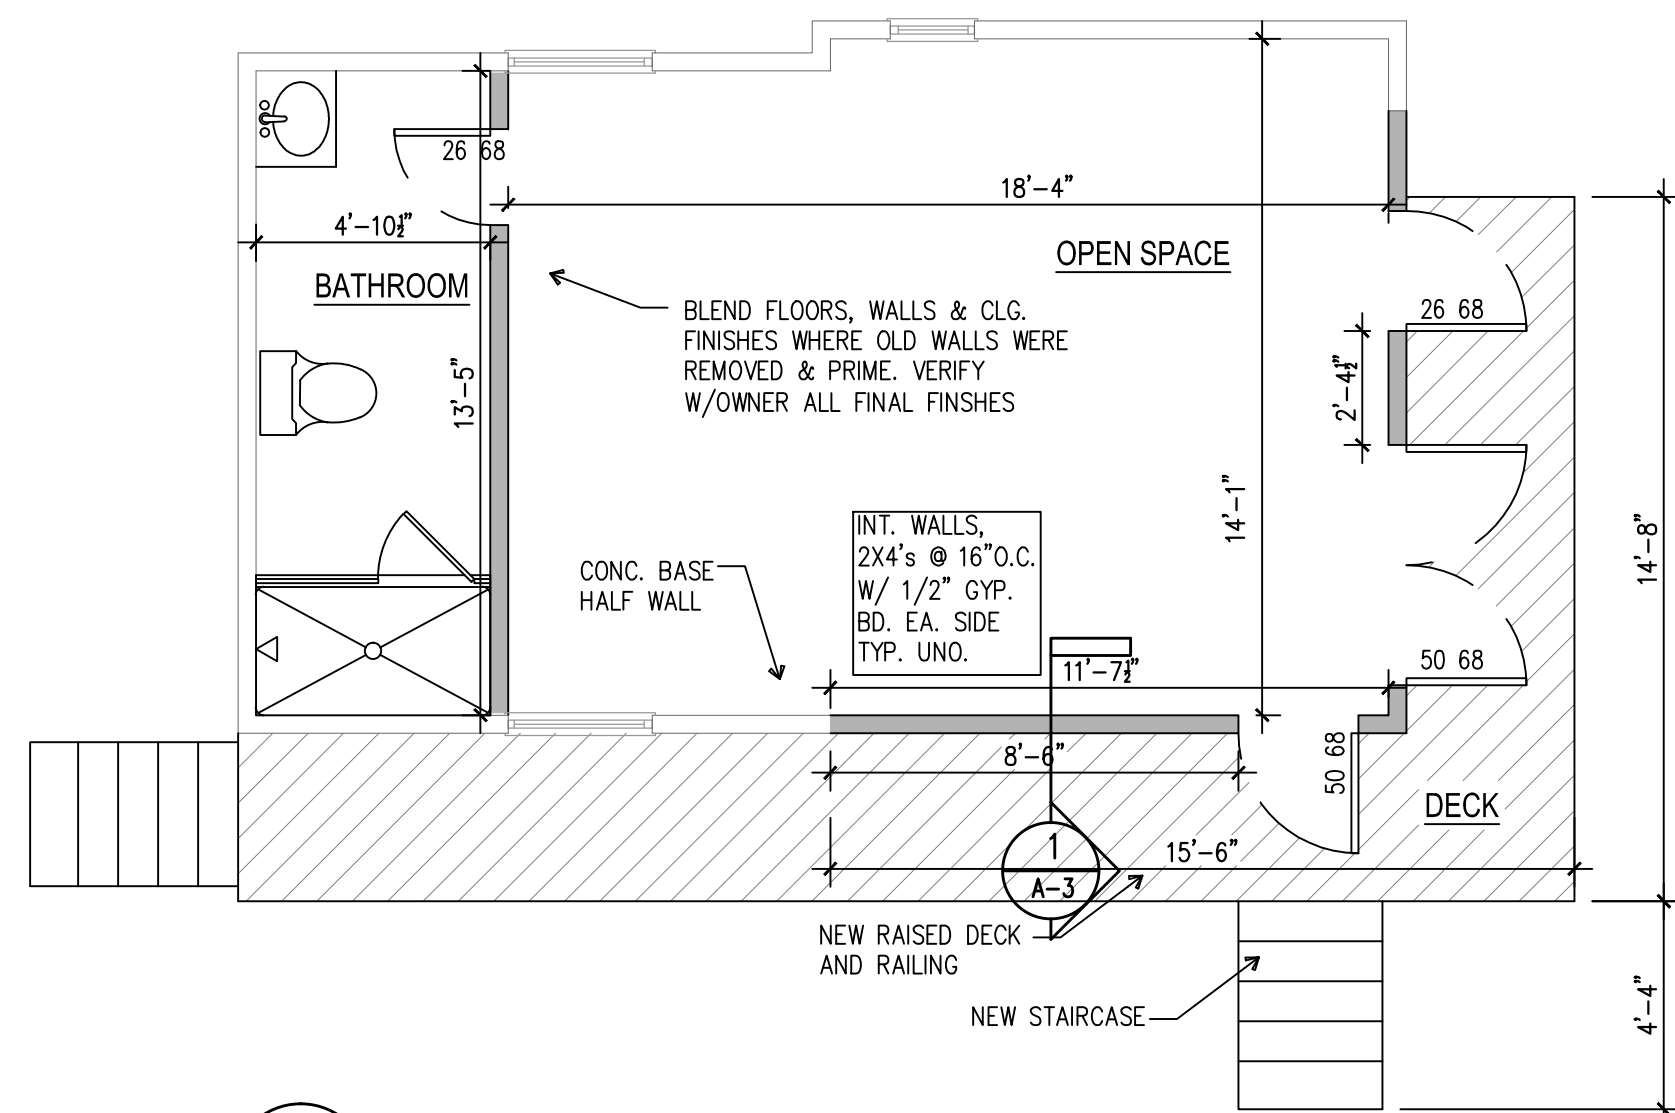 26 68
18'-4"
4'-10½"
OPEN SPACE
BATHROOM
BLEND FLOORS, WALLS & CLG.
FINISHES WHERE OLD WALLS WERE
REMOVED & PRIME. VERIFY
W/OWNER ALL FINAL FINSHES
26 68
2'-4½"
13'-5"
14'-1"
14'-8"
INT. WALLS,
2X4's @ 16"O.C.
W/ 1/2" GYP.
BD. EA. SIDE
TYP. UNO.
CONC. BASE
HALF WALL
50 68
11'-7½"
8'-6"
50 68
DECK
1
A-3
15'-6"
NEW RAISED DECK
AND RAILING
NEW STAIRCASE
4'-4"